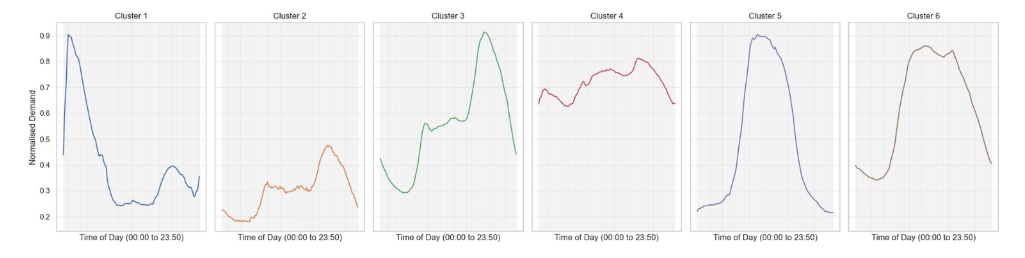 Cluster 1
Cluster 2
Cluster 3
Cluster 4
Cluster 5
Cluster 6
Normalised Demand
0.9
0.8
0.7
0.6
0.5
0.4
0.3
0.2
Time of Day (00:00 to 23:50)
Time of Day (00:00 to 23:50)
Time of Day (00:00 to 23:50)
Time of Day (00:00 to 23:50)
Time of Day (00:00 to 23:50)
Time of Day (00:00 to 23:50)